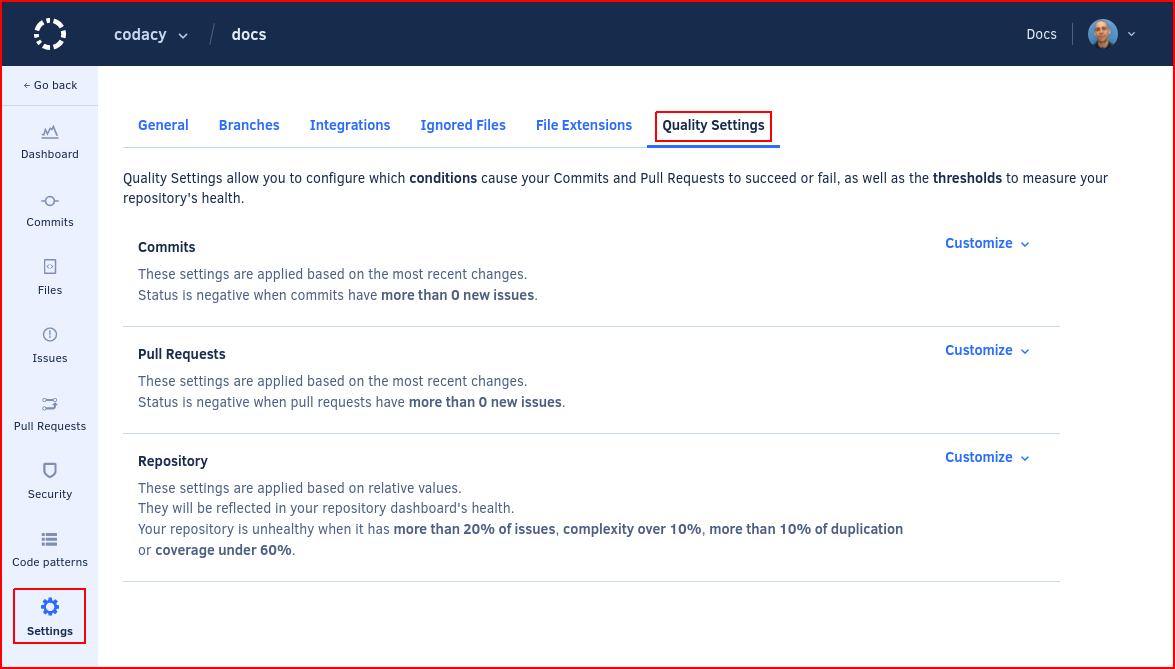 codacy / docs
Docs
← Go back
Dashboard
Commits
Files
Issues
Pull Requests
Security
Code patterns
Settings
General Branches Integrations Ignored Files File Extensions Quality Settings
Quality Settings allow you to configure which conditions cause your Commits and Pull Requests to succeed or fail, as well as the thresholds to measure your
repository's health.
Commits
Customize
These settings are applied based on the most recent changes.
Status is negative when commits have more than 0 new issues.
Pull Requests
Customize
These settings are applied based on the most recent changes.
Status is negative when pull requests have more than 0 new issues.
Repository
Customize
These settings are applied based on relative values.
They will be reflected in your repository dashboard's health.
Your repository is unhealthy when it has more than 20% of issues, complexity over 10%, more than 10% of duplication
or coverage under 60%.